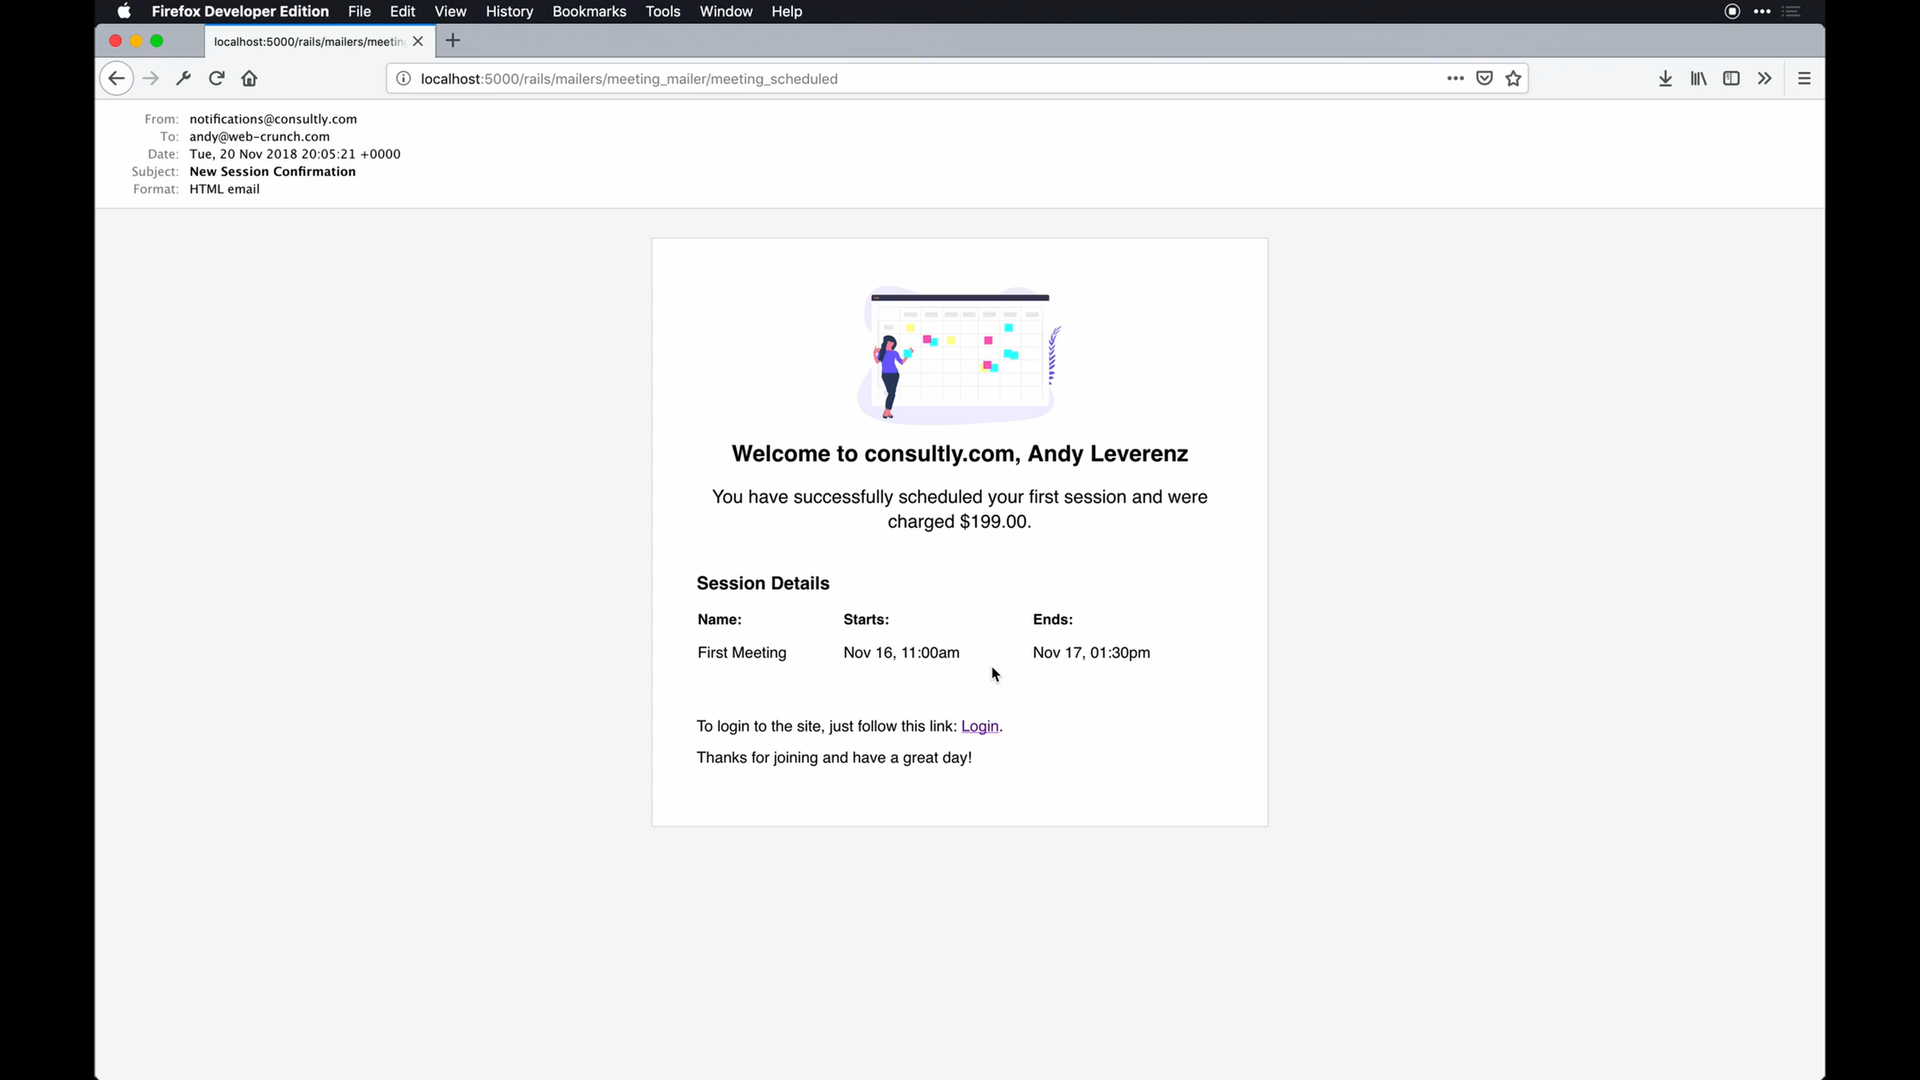 Firefox Developer Edition File Edit View History Bookmarks Tools Window Help
localhost:5000/rails/mailers/meetin
localhost:5000/rails/mailers/meeting_mailer/meeting_scheduled
From: notifications@consultly.com
To: andy@web-crunch.com
Date: Tue, 20 Nov 2018 20:05:21 +0000
Subject: New Session Confirmation
Format: HTML email
Welcome to consultly.com, Andy Leverenz
You have successfully scheduled your first session and were
charged $199.00.
Session Details
Name: Starts: Ends:
First Meeting Nov 16, 11:00am Nov 17, 01:30pm
To login to the site, just follow this link: Login.
Thanks for joining and have a great day!